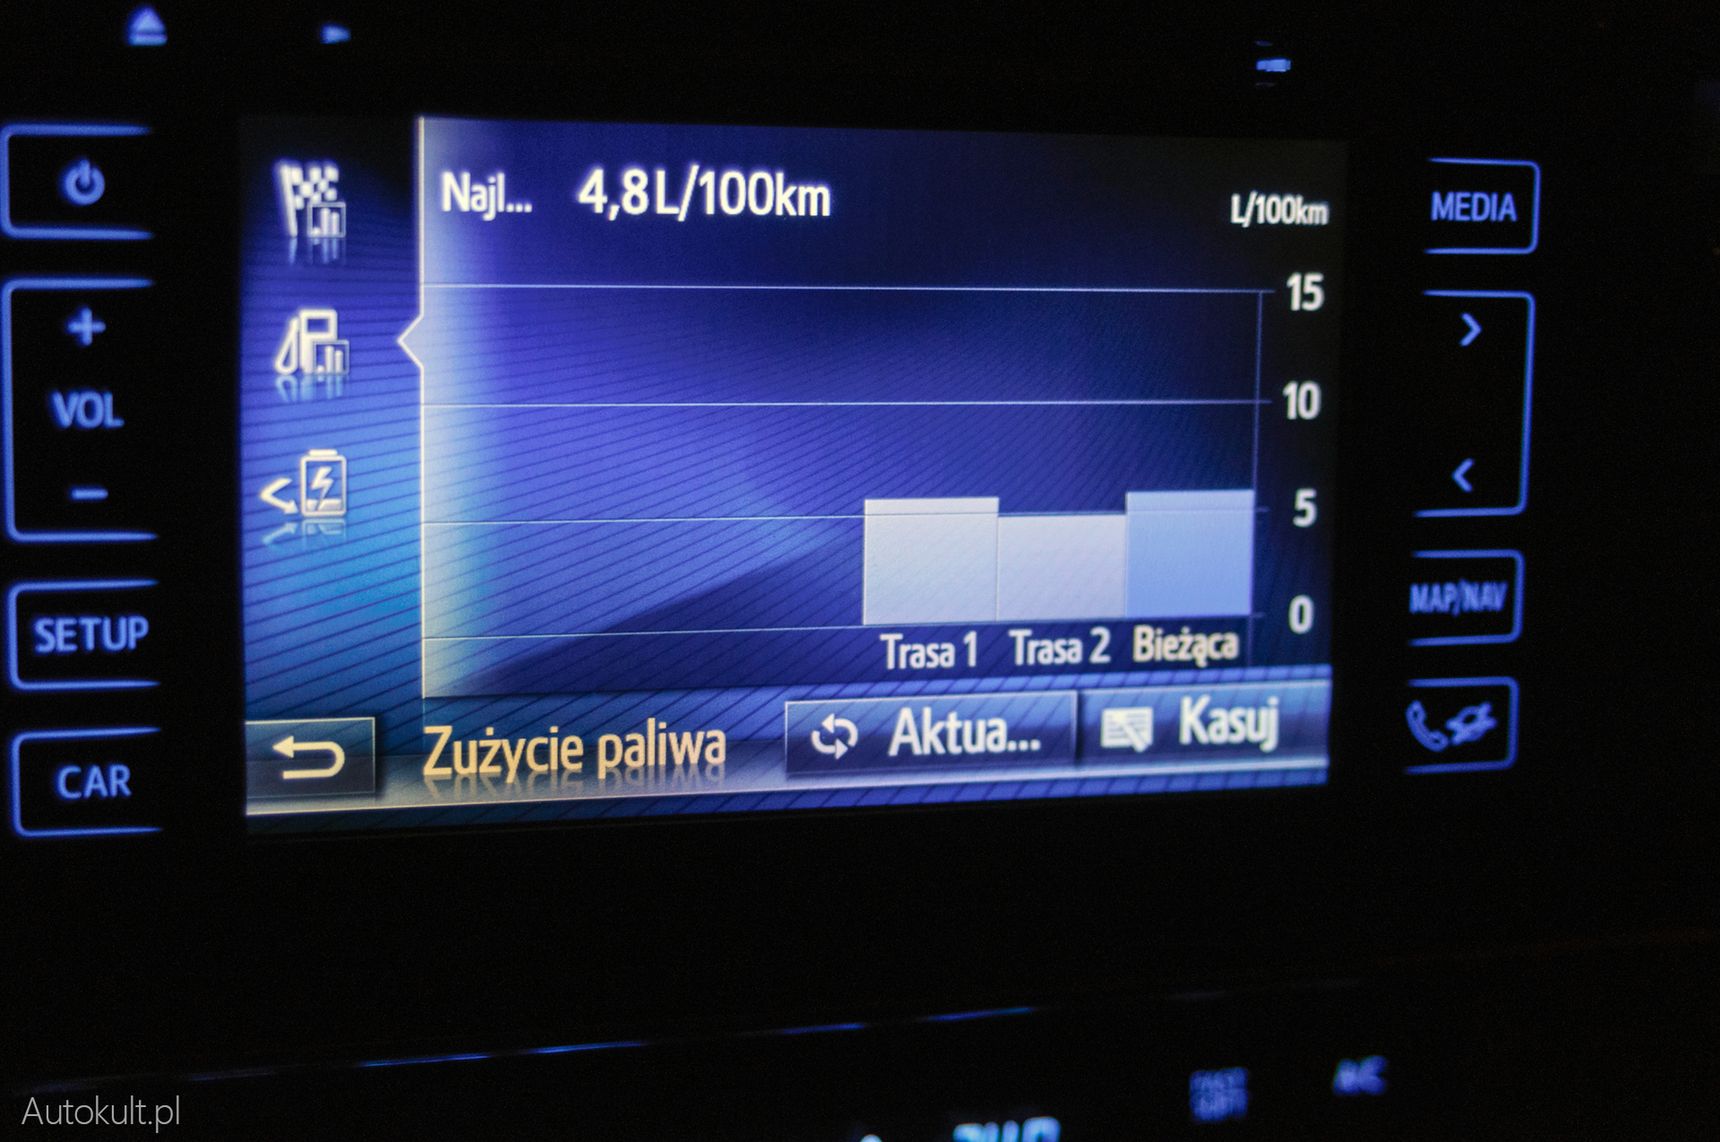 MEDIA
VOL
SETUP
CAR
MAP/NAV
Najl... 4,8L/100km
L/100km
15
10
5
0
Trasa 1 Trasa 2 Bieżąca
Zużycie paliwa
Aktua...
Kasuj
Autokult.pl